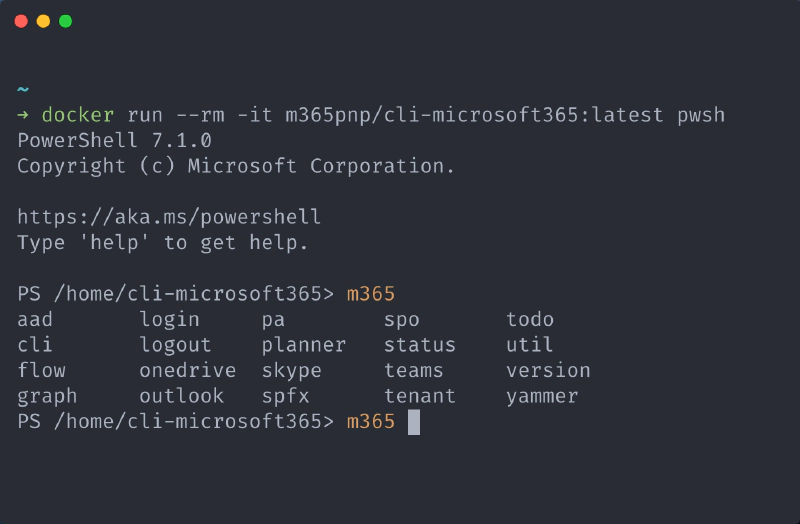 ~
→ docker run --rm -it m365pnp/cli-microsoft365:latest pwsh
PowerShell 7.1.0
Copyright (c) Microsoft Corporation.
https://aka.ms/powershell
Type 'help' to get help.
PS /home/cli-microsoft365> m365
aad login pa spo todo
cli logout planner status util
flow onedrive skype teams version
graph outlook spfx tenant yammer
PS /home/cli-microsoft365> m365